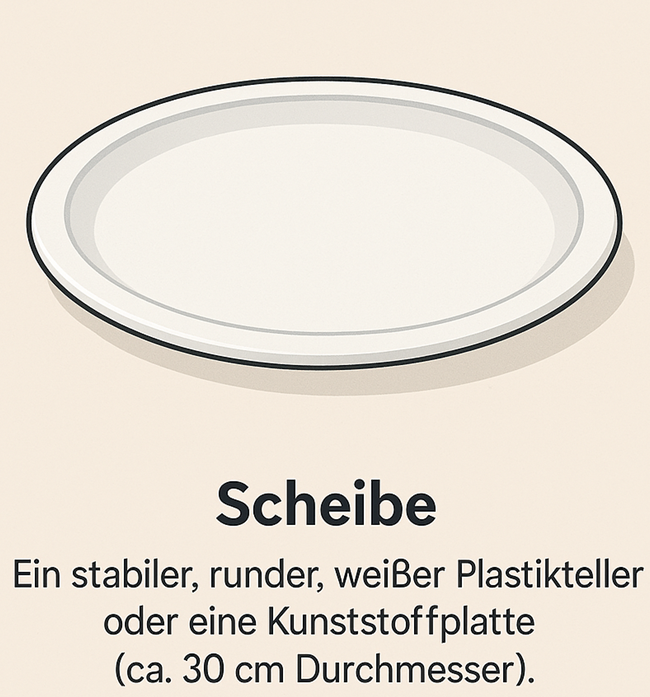 Scheibe
Ein stabiler, runder, weißer Plastikteller
oder eine Kunststoffplatte
(ca. 30 cm Durchmesser).